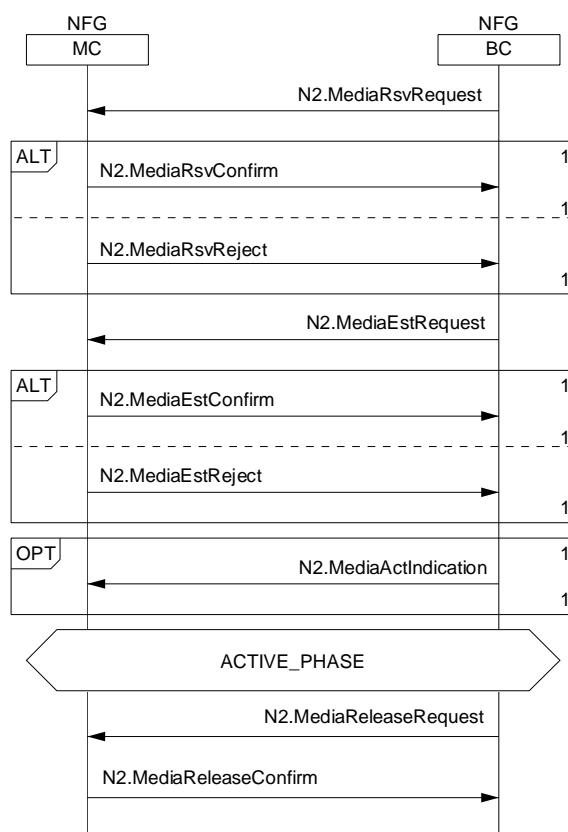 NFG NFG
MC BC
N2.MediaRsvRequest
ALT 1
N2.MediaRsvConfirm
1
N2.MediaRsvReject
1
N2.MediaEstRequest
ALT 1
N2.MediaEstConfirm
1
N2.MediaEstReject
1
OPT 1
N2.MediaActIndication
1
ACTIVE_PHASE
N2.MediaReleaseRequest
N2.MediaReleaseConfirm